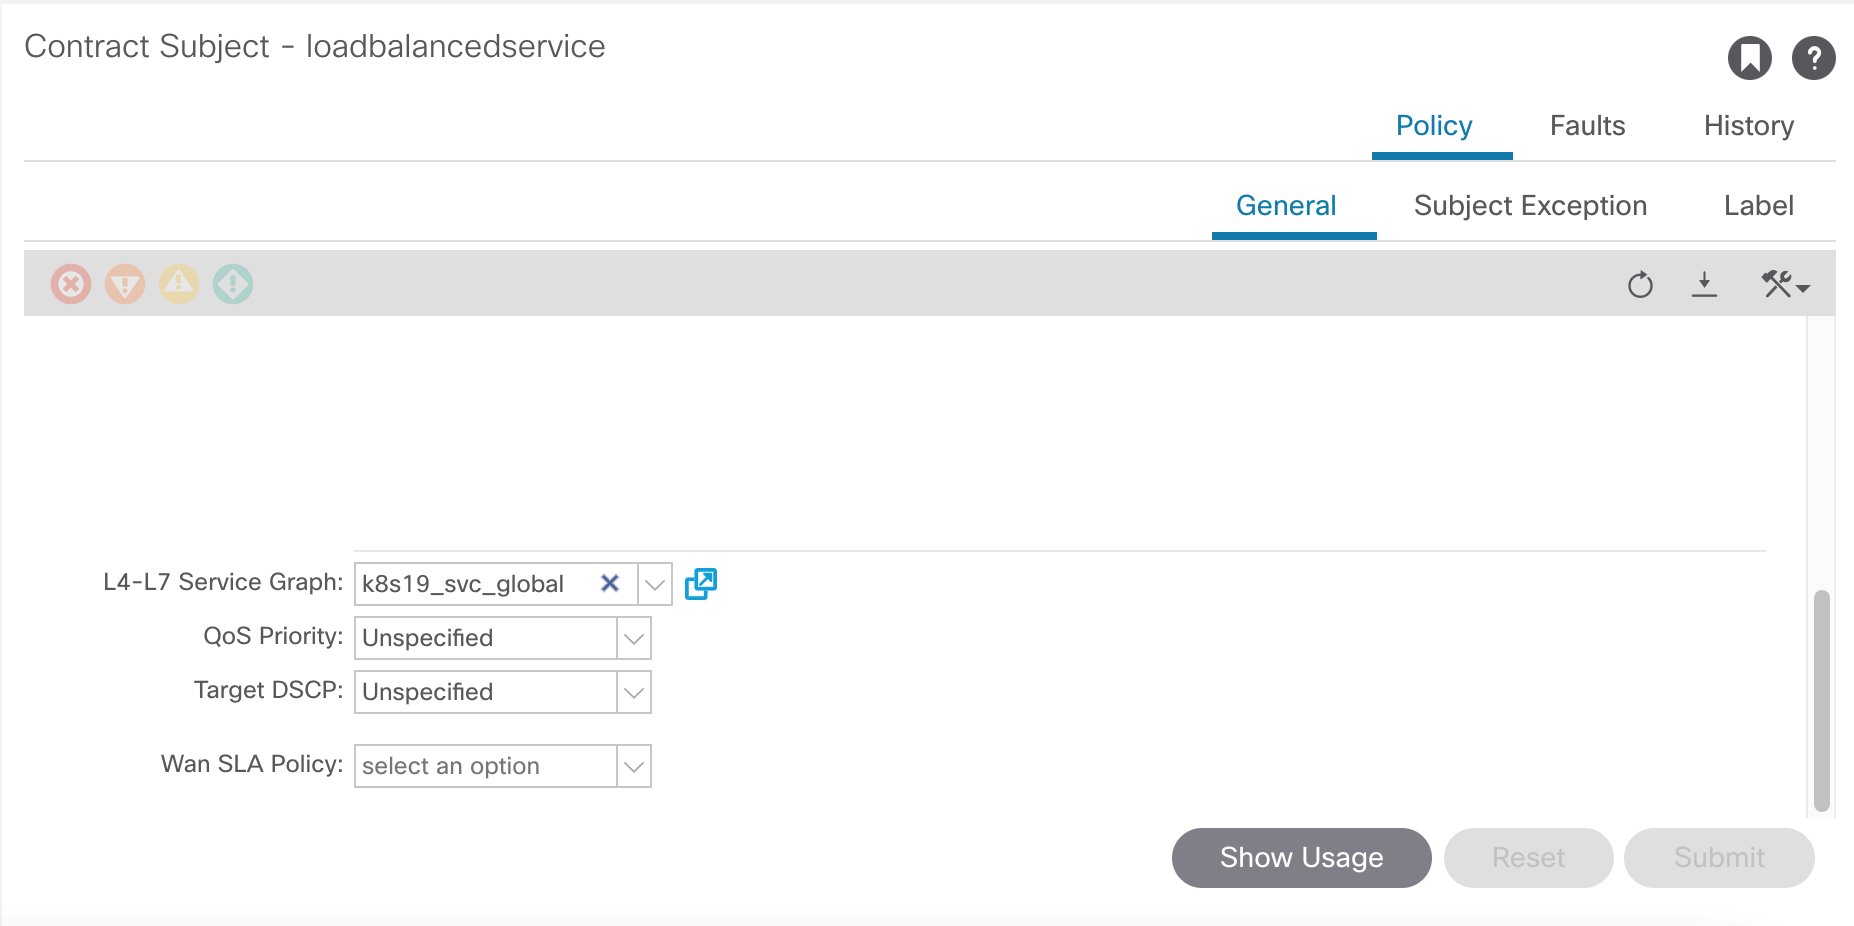 Contract Subject - loadbalancedservice
Policy Faults History
General Subject Exception Label
L4-L7 Service Graph: k8s19_svc_global
QoS Priority: Unspecified
Target DSCP: Unspecified
Wan SLA Policy: select an option
Show Usage Reset Submit